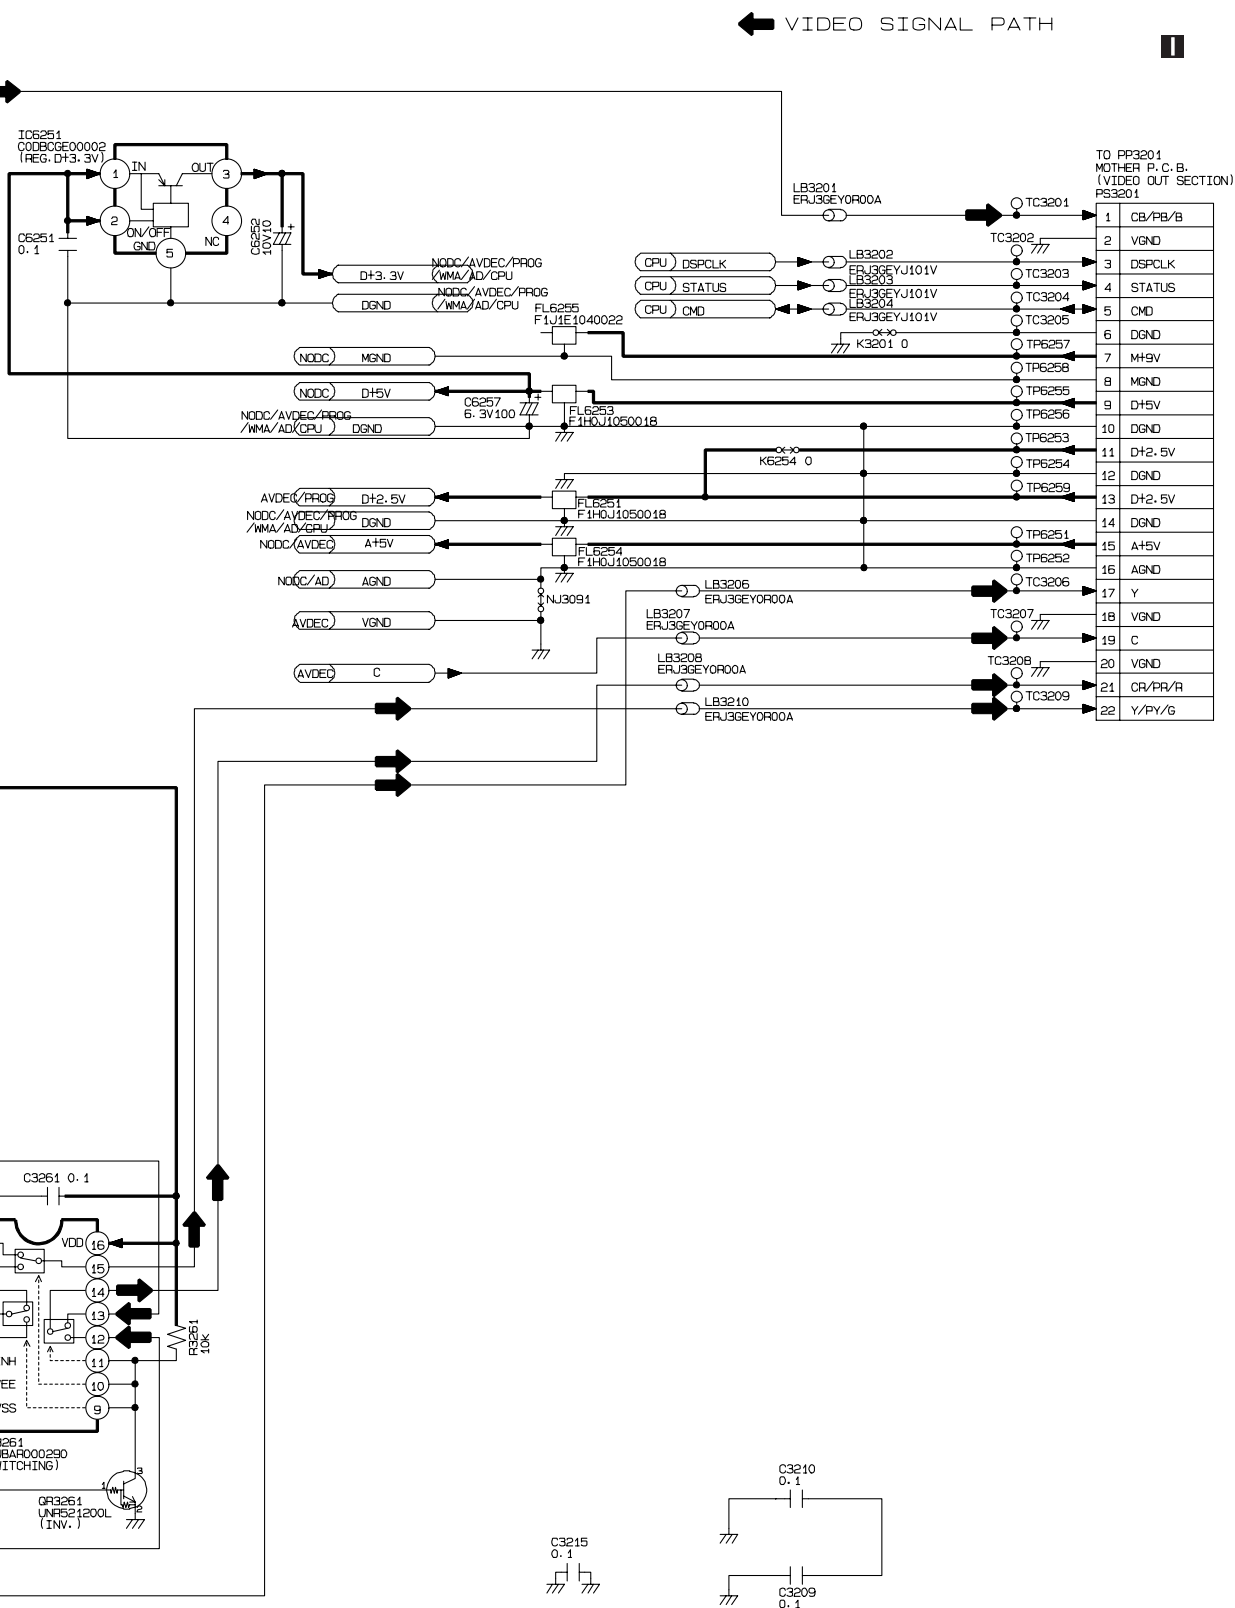 VIDEO SIGNAL PATH
I
IC6251
C0DBCGE00002
(REG. D+3. 3V)
1
IN
OUT
3
2
ON/OFF
GND
5
4
NC
C6251
0. 1
C6252
10V10
D+3. 3V
NODC/AVDEC/PROG
/WMA/AD/CPU
DGND
NODC/AVDEC/PROG
/WMA/AD/CPU
TO PP3201
MOTHER P. C. B.
(VIDEO OUT SECTION)
PS3201
LB3201
ERJ3GEY0R00A
TC3201
1 CB/PB/B
TC3202
2 VGND
CPU DSPCLK
LB3202
ERJ3GEYJ101V
3 DSPCLK
TC3203
CPU STATUS
LB3203
ERJ3GEYJ101V
4 STATUS
TC3204
CPU CMD
LB3204
ERJ3GEYJ101V
5 CMD
TC3205
FL6255
F1J1E1040022
K3201 0
6 DGND
TP6257
NODC MGND
7 M+9V
TP6258
8 MGND
NODC D+5V
C6257
6. 3V100
FL6253
F1H0J1050018
TP6255
9 D+5V
TP6256
NODC/AVDEC/PROG
/WMA/AD/CPU DGND
10 DGND
TP6253
K6254 0
11 D+2. 5V
TP6254
12 DGND
TP6259
AVDEC/PROG D+2. 5V
FL6251
F1H0J1050018
13 D+2. 5V
NODC/AVDEC/PROG
/WMA/AD/CPU DGND
14 DGND
TP6251
NODC/AVDEC A+5V
FL6254
F1H0J1050018
15 A+5V
TP6252
16 AGND
NODC/AD AGND
NJ3091
LB3206
ERJ3GEY0R00A
TC3206
17 Y
AVDEC VGND
LB3207
ERJ3GEY0R00A
TC3207
18 VGND
19 C
AVDEC C
LB3208
ERJ3GEY0R00A
TC3208
20 VGND
21 CR/PR/R
LB3210
ERJ3GEY0R00A
TC3209
22 Y/PY/G
C3261 0. 1
VDD
16
15
14
13
12
11
10
9
NH
EE
SS
R3261
10K
261
BAR000290
ITCHING)
QR3261
UNR521200L
(INV. )
1
3
2
C3210
0. 1
C3215
0. 1
C3209
0. 1